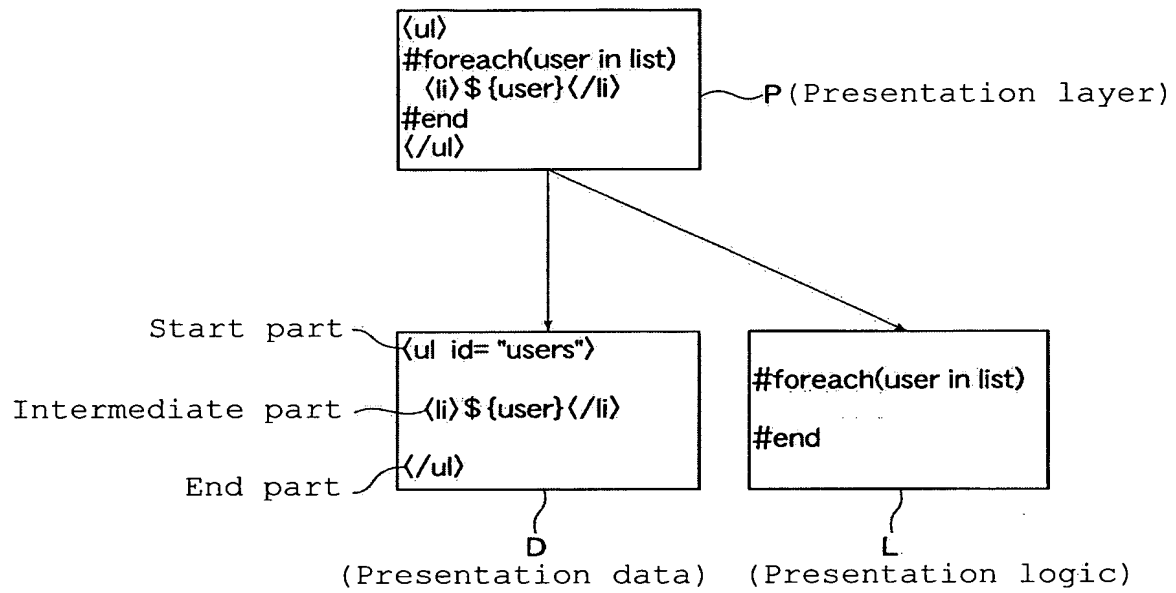 <ul>
#foreach(user in list)
<li>${user}</li>
#end
</ul>
P(Presentation layer)
Start part
<ul id= "users">
Intermediate part
<li>${user}</li>
End part
</ul>
D
(Presentation data)
#foreach(user in list)
#end
L
(Presentation logic)